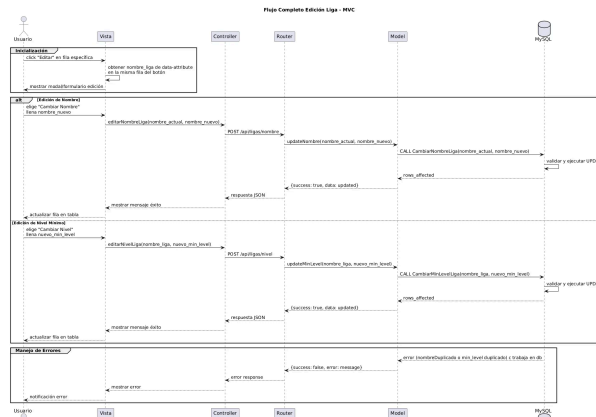 Flujo Completo Edición Liga - MVC
Usuario
Vista
Controller
Router
Model
MySQL
Inicialización
click "Editar" en fila específica
obtener nombre_liga de data-attribute
en la misma fila del botón
mostrar modal/formulario edición
alt
[Edición de Nombre]
elige "Cambiar Nombre"
llena nombre_nuevo
editarNombreLiga(nombre_actual, nombre_nuevo)
POST /api/ligas/nombre
updateNombre(nombre_actual, nombre_nuevo)
CALL CambiarNombreLiga(nombre_actual, nombre_nuevo)
validar y ejecutar UPD
rows_affected
{success: true, data: updated}
respuesta JSON
mostrar mensaje éxito
actualizar fila en tabla
[Edición de Nivel Mínimo]
elige "Cambiar Nivel"
llena nuevo_min_level
editarNivelLiga(nombre_liga, nuevo_min_level)
POST /api/ligas/nivel
updateMinLevel(nombre_liga, nuevo_min_level)
CALL CambiarMinLevelLiga(nombre_liga, nuevo_min_level)
validar y ejecutar UPD
rows_affected
{success: true, data: updated}
respuesta JSON
mostrar mensaje éxito
actualizar fila en tabla
Manejo de Errores
error (nombreDuplicado o min_level duplicado) c trabaja en db
{success: false, error: message}
error response
mostrar error
notificación error
Usuario
Vista
Controller
Router
Model
MySQL